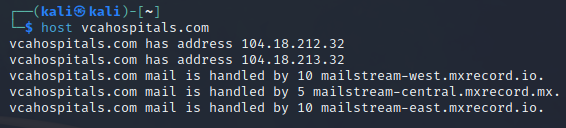 ┌──(kali㉿kali)-[~]
└─$ host vcahospitals.com
vcahospitals.com has address 104.18.212.32
vcahospitals.com has address 104.18.213.32
vcahospitals.com mail is handled by 10 mailstream-west.mxrecord.io.
vcahospitals.com mail is handled by 5 mailstream-central.mxrecord.mx.
vcahospitals.com mail is handled by 10 mailstream-east.mxrecord.io.